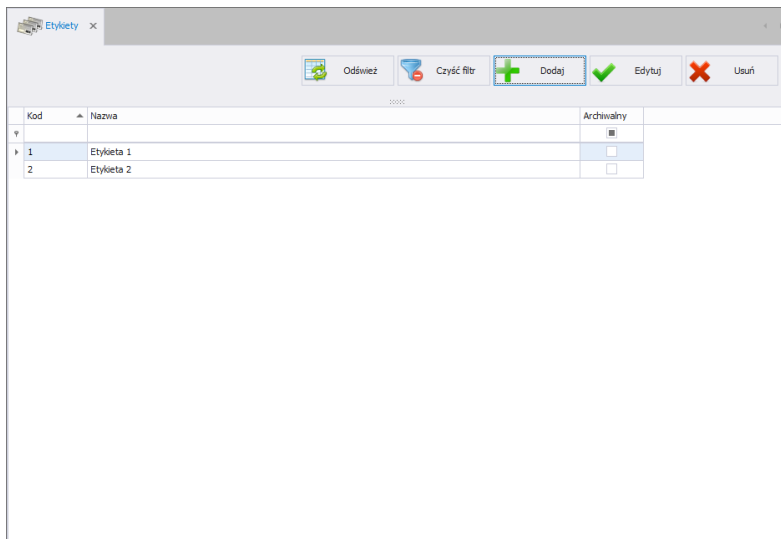 Etykiety
Odśwież Czyść filtr Dodaj Edytuj Usuń
Kod Nazwa Archiwalny
1 Etykieta 1
2 Etykieta 2